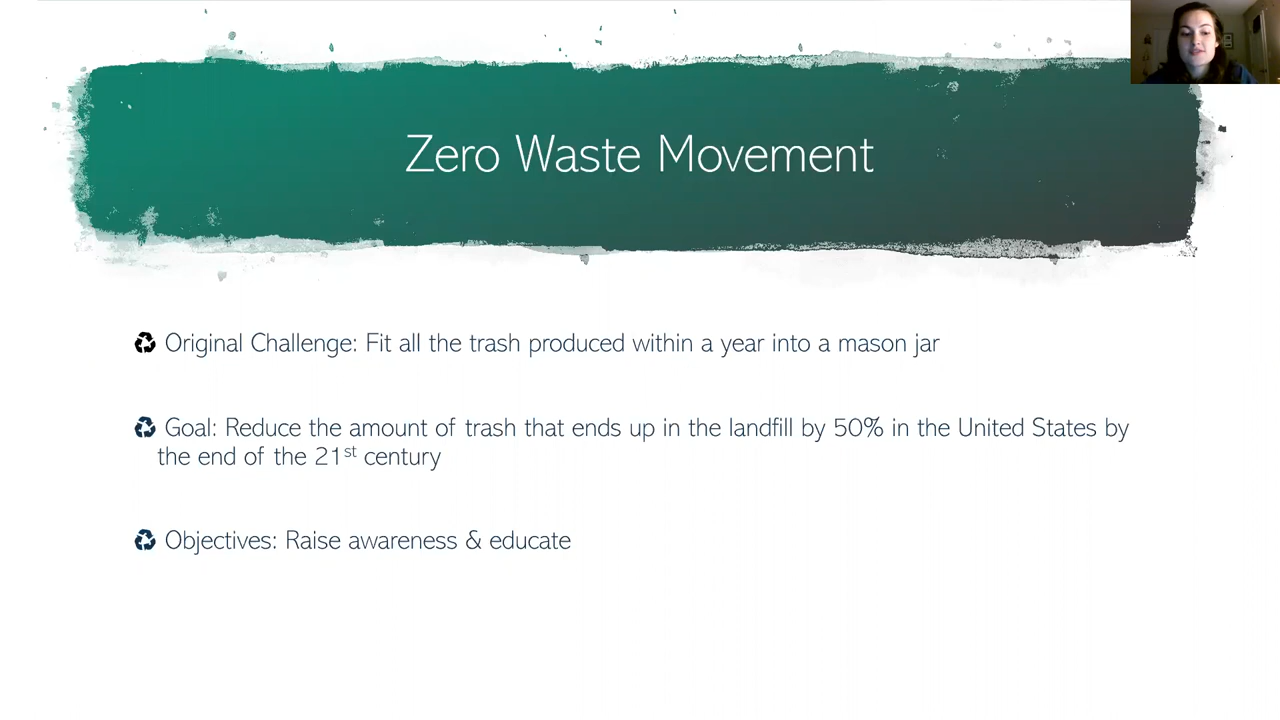 Zero Waste Movement
Original Challenge: Fit all the trash produced within a year into a mason jar
Goal: Reduce the amount of trash that ends up in the landfill by 50% in the United States by
the end of the 21st century
Objectives: Raise awareness & educate